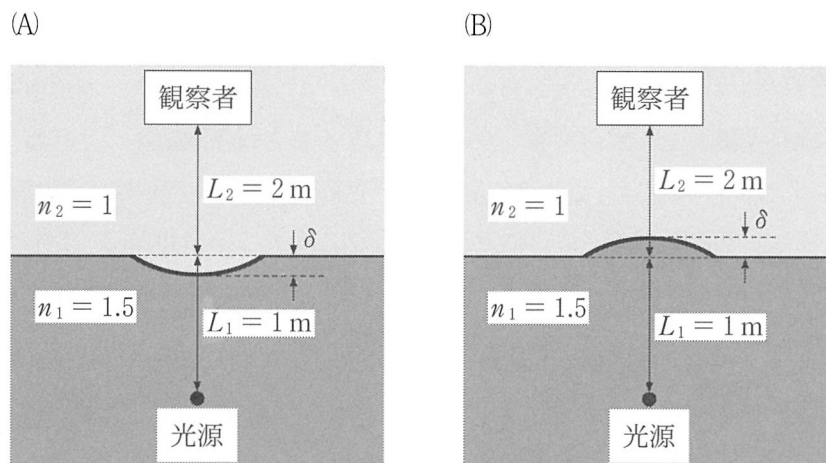 (A)
観察者
L₂ = 2 m
n₂ = 1
δ
n₁ = 1.5
L₁ = 1 m
光源
(B)
観察者
L₂ = 2 m
n₂ = 1
δ
n₁ = 1.5
L₁ = 1 m
光源